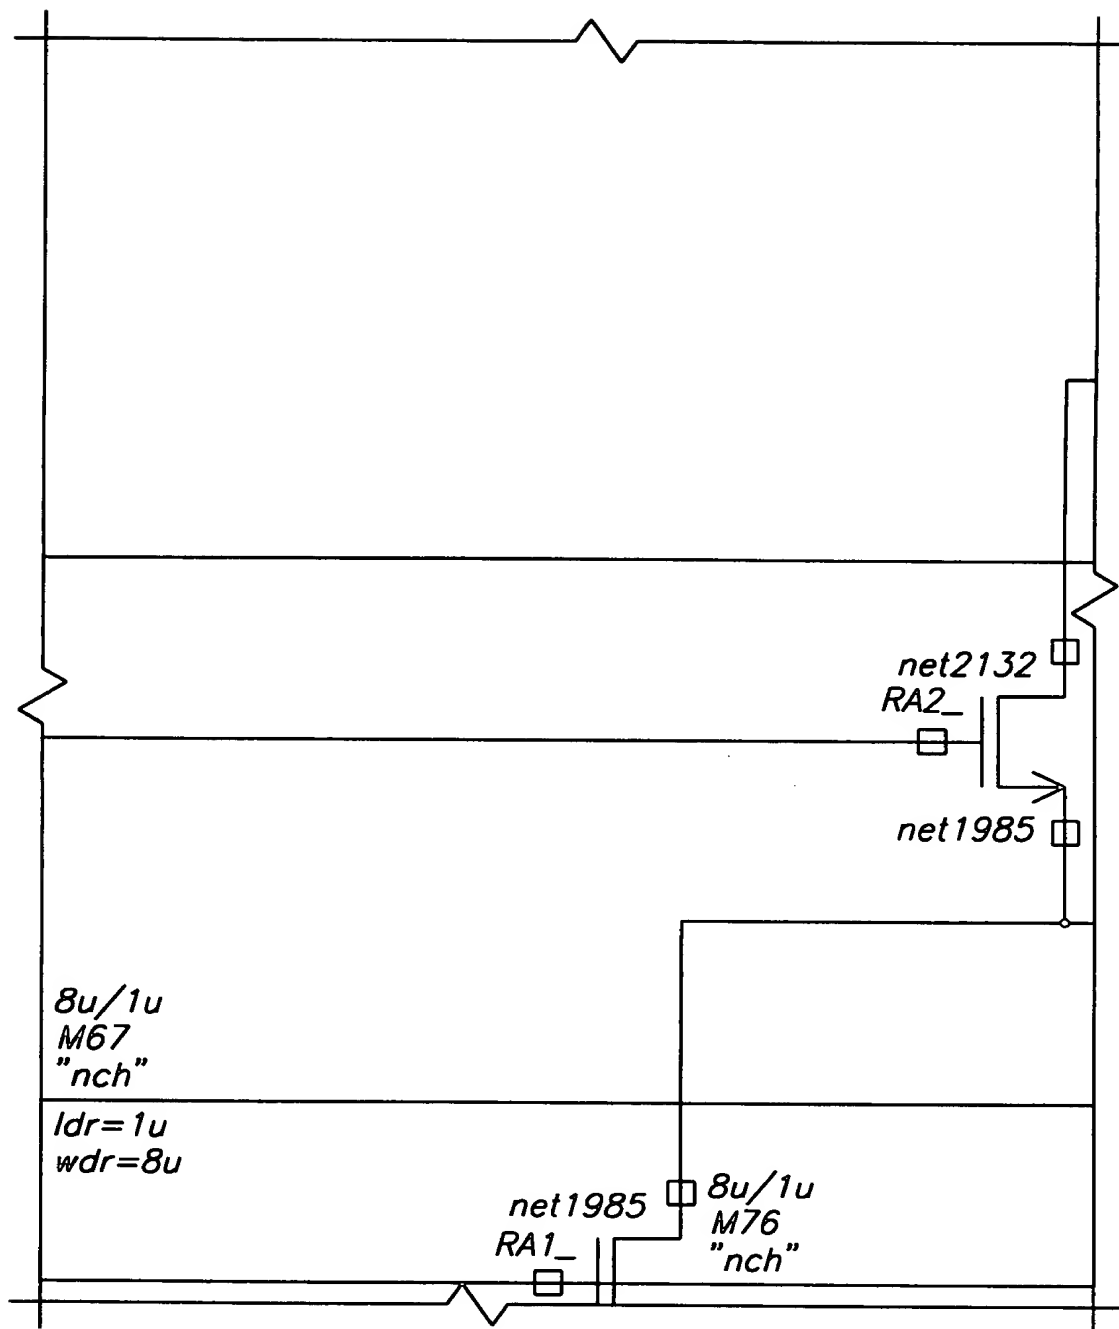 net2132
RA2_
net1985
8u/1u
M67
"nch"
ldr=1u
wdr=8u
net1985
RA1_
8u/1u
M76
"nch"